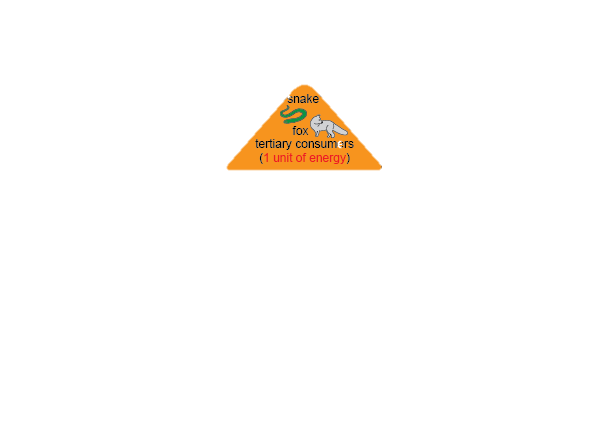 snake
fox
tertiary consumers
(1 unit of energy)